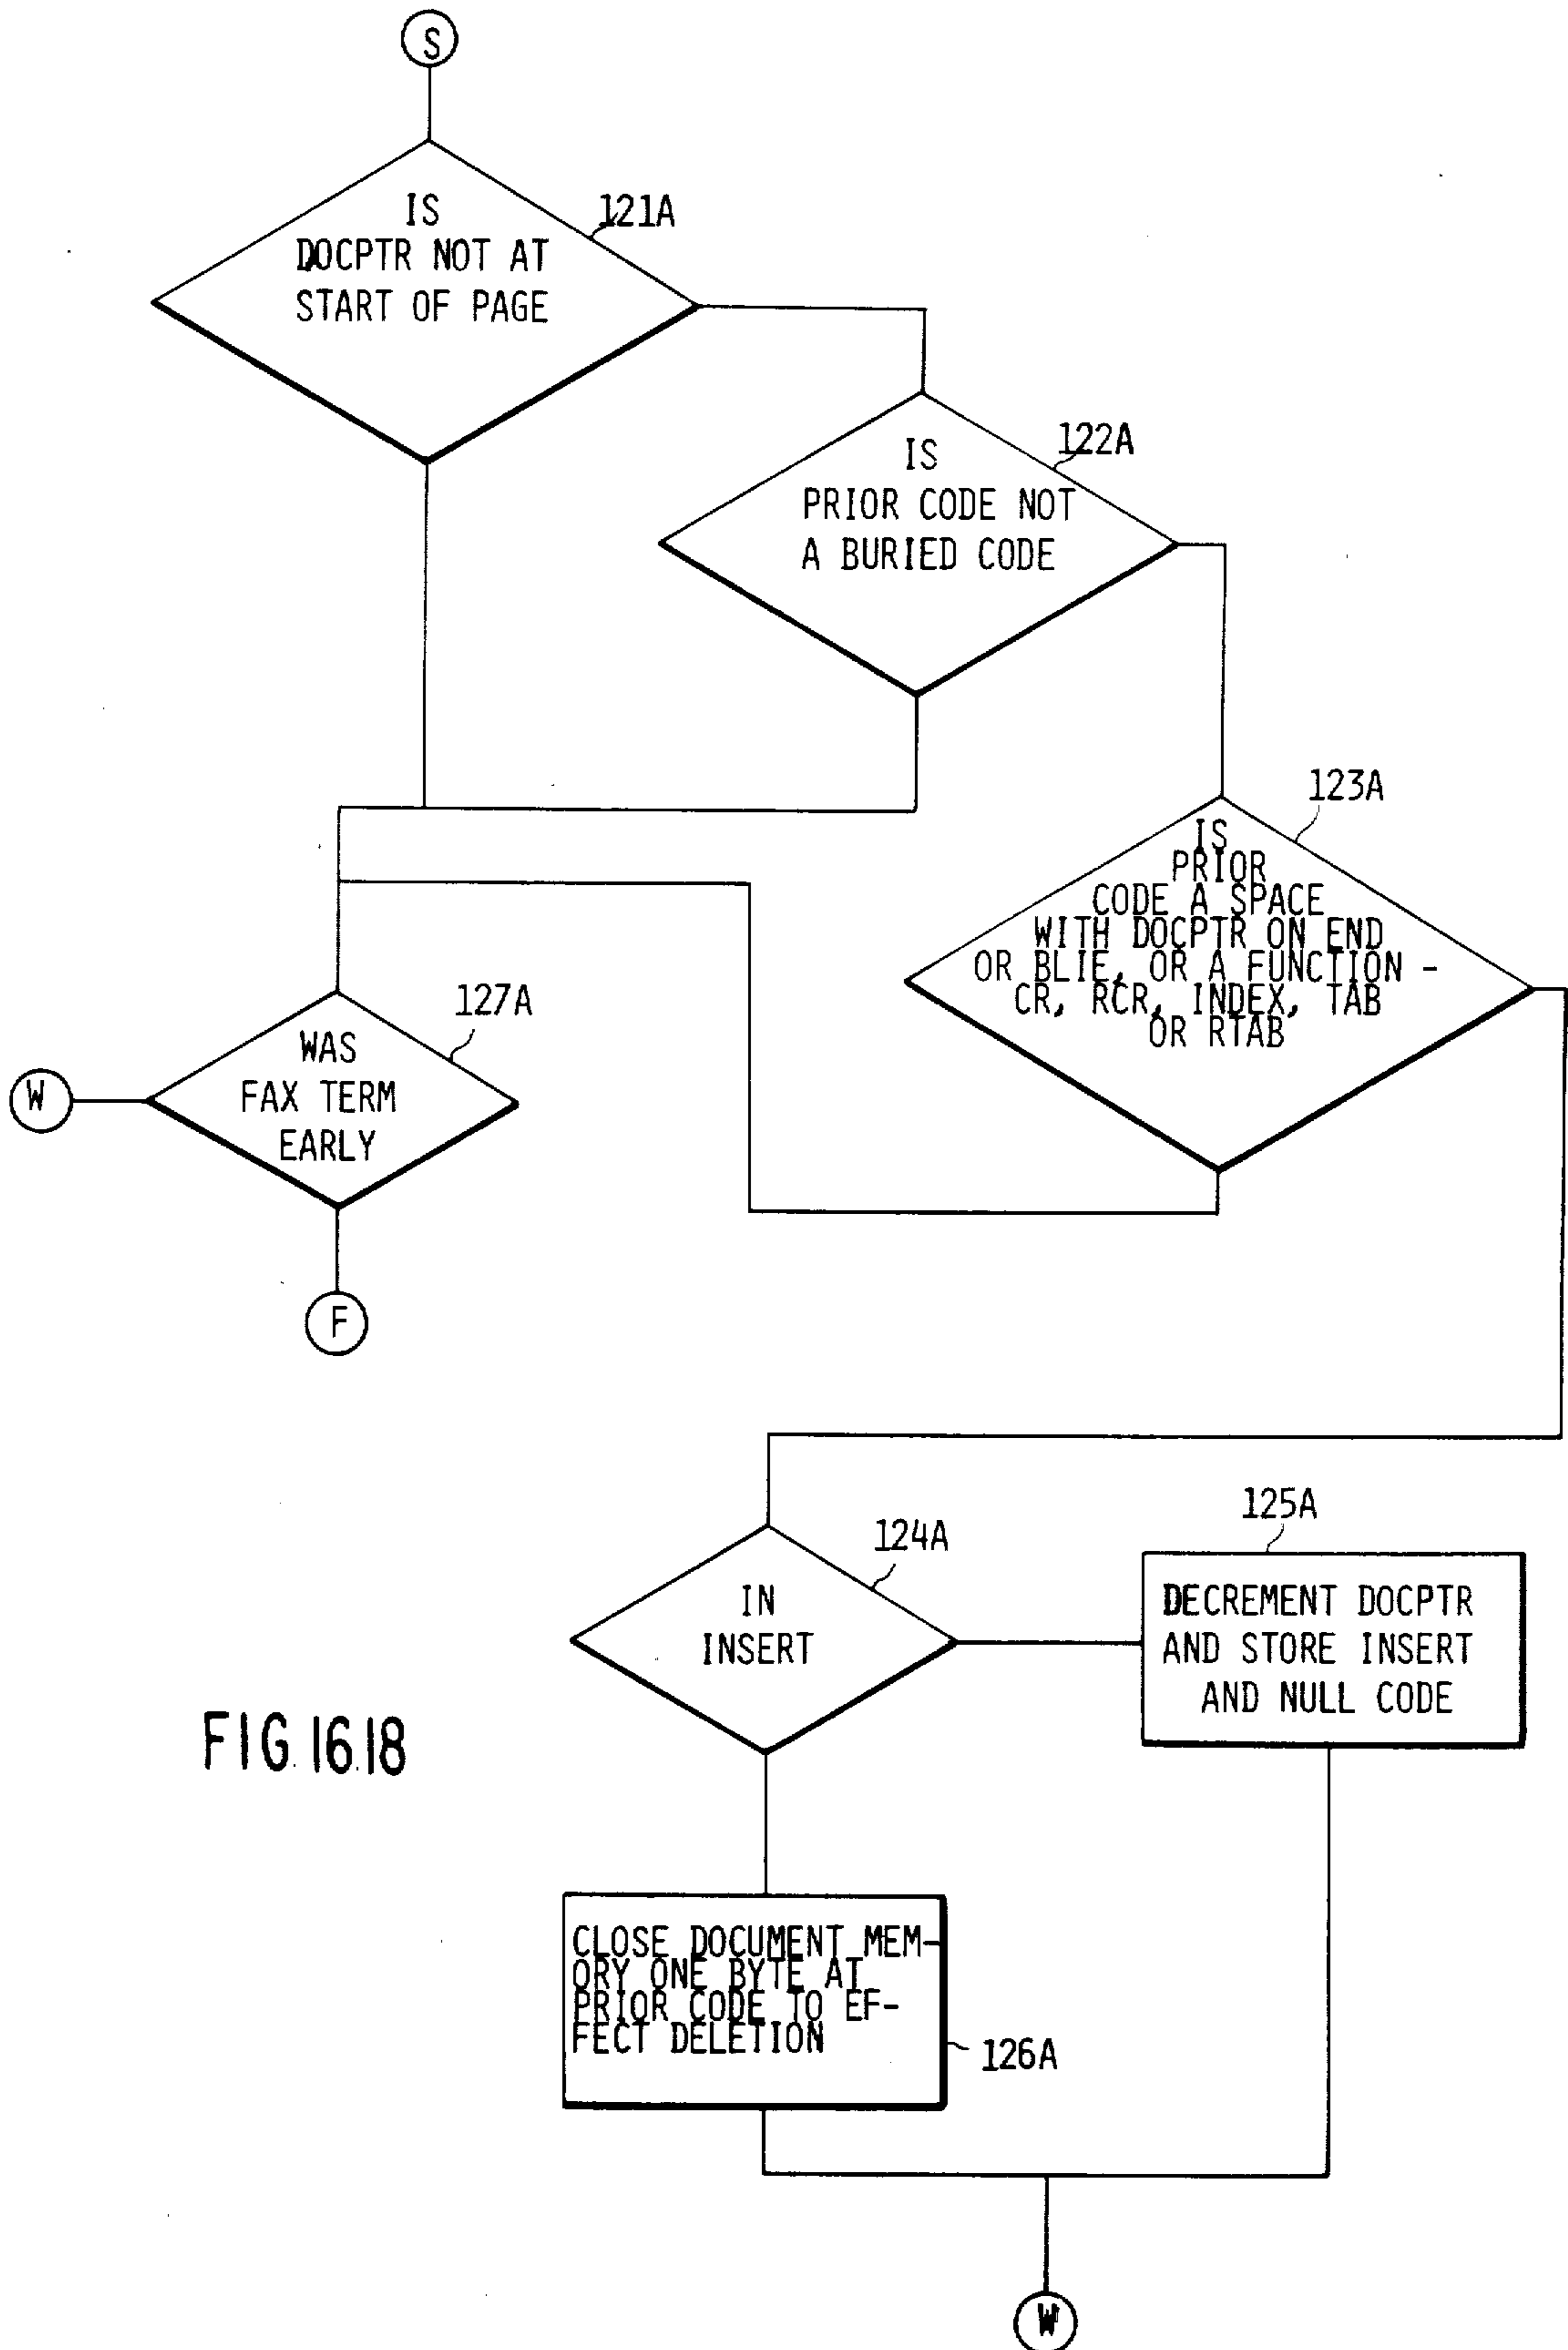 S
IS
DOCPTR NOT AT
START OF PAGE
121A
IS
PRIOR CODE NOT
A BURIED CODE
122A
IS
PRIOR
CODE A SPACE
WITH DOCPTR ON END
OR BLIE, OR A FUNCTION -
CR, RCR, INDEX, TAB
OR RTAB
123A
WAS
FAX TERM
EARLY
127A
W
F
IN
INSERT
124A
DECREMENT DOCPTR
AND STORE INSERT
AND NULL CODE
125A
FIG.16.18
CLOSE DOCUMENT MEM-
ORY ONE BYTE AT
PRIOR CODE TO EF-
FECT DELETION
126A
W